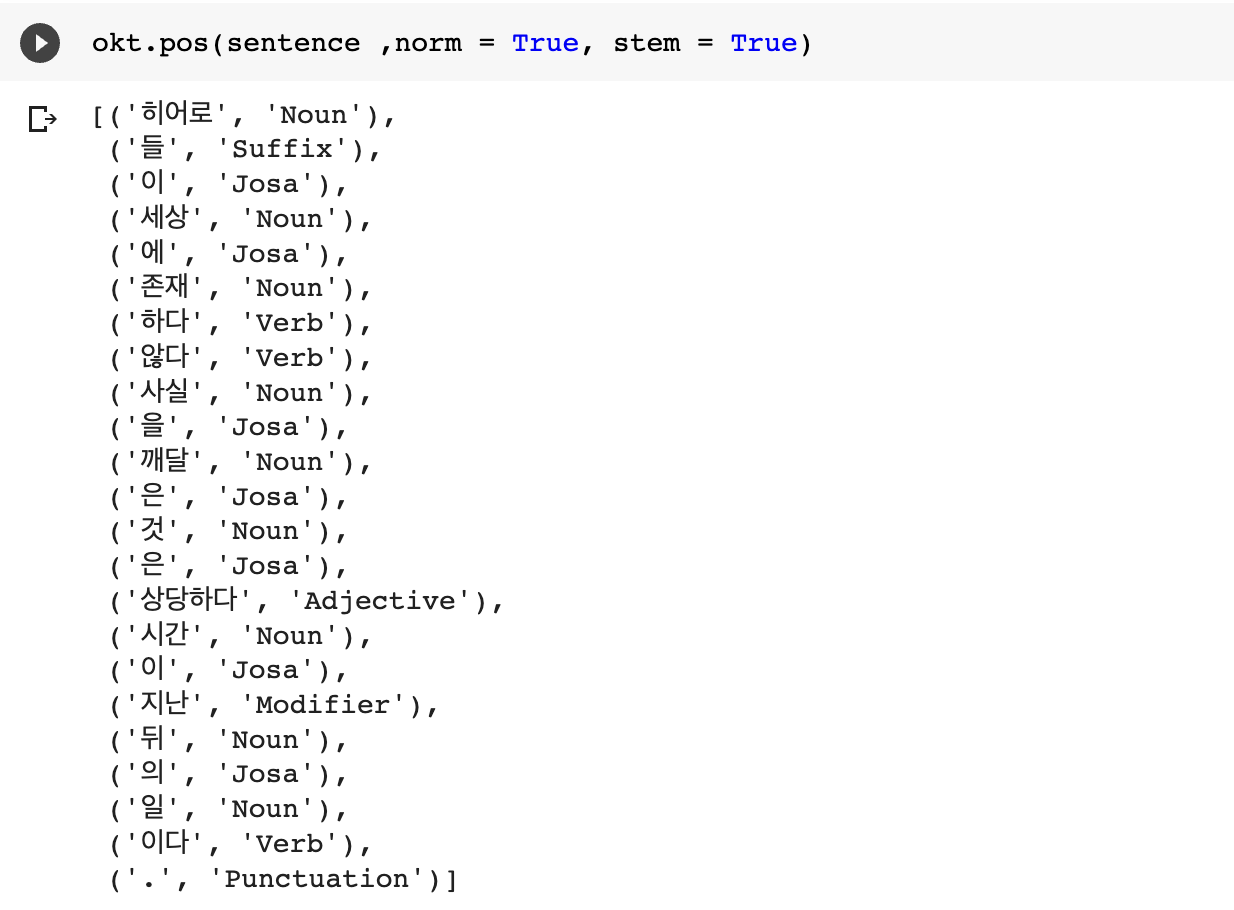 okt.pos(sentence ,norm = True, stem = True)
[('히어로', 'Noun'),
('들', 'Suffix'),
('이', 'Josa'),
('세상', 'Noun'),
('에', 'Josa'),
('존재', 'Noun'),
('하다', 'Verb'),
('않다', 'Verb'),
('사실', 'Noun'),
('을', 'Josa'),
('깨달', 'Noun'),
('은', 'Josa'),
('것', 'Noun'),
('은', 'Josa'),
('상당하다', 'Adjective'),
('시간', 'Noun'),
('이', 'Josa'),
('지난', 'Modifier'),
('뒤', 'Noun'),
('의', 'Josa'),
('일', 'Noun'),
('이다', 'Verb'),
('.', 'Punctuation')]